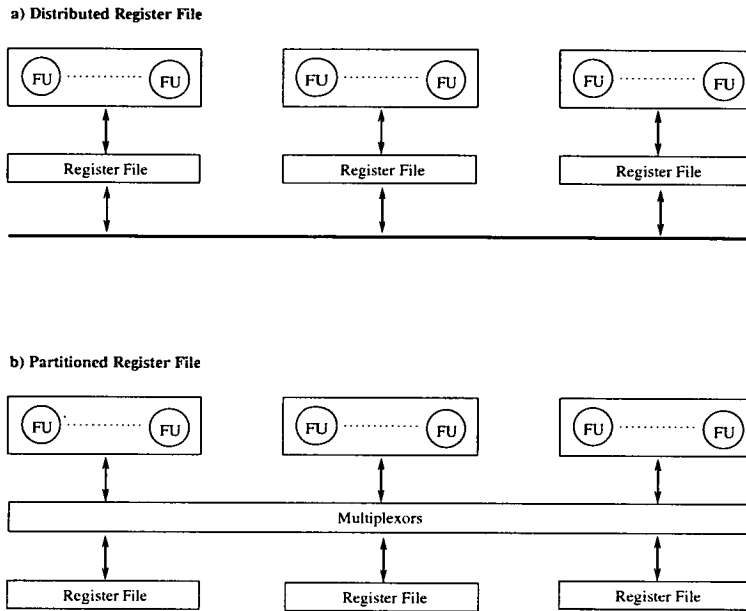 a) Distributed Register File
FU FU FU FU FU FU
Register File Register File Register File
b) Partitioned Register File
FU FU FU FU FU FU
Multiplexors
Register File Register File Register File